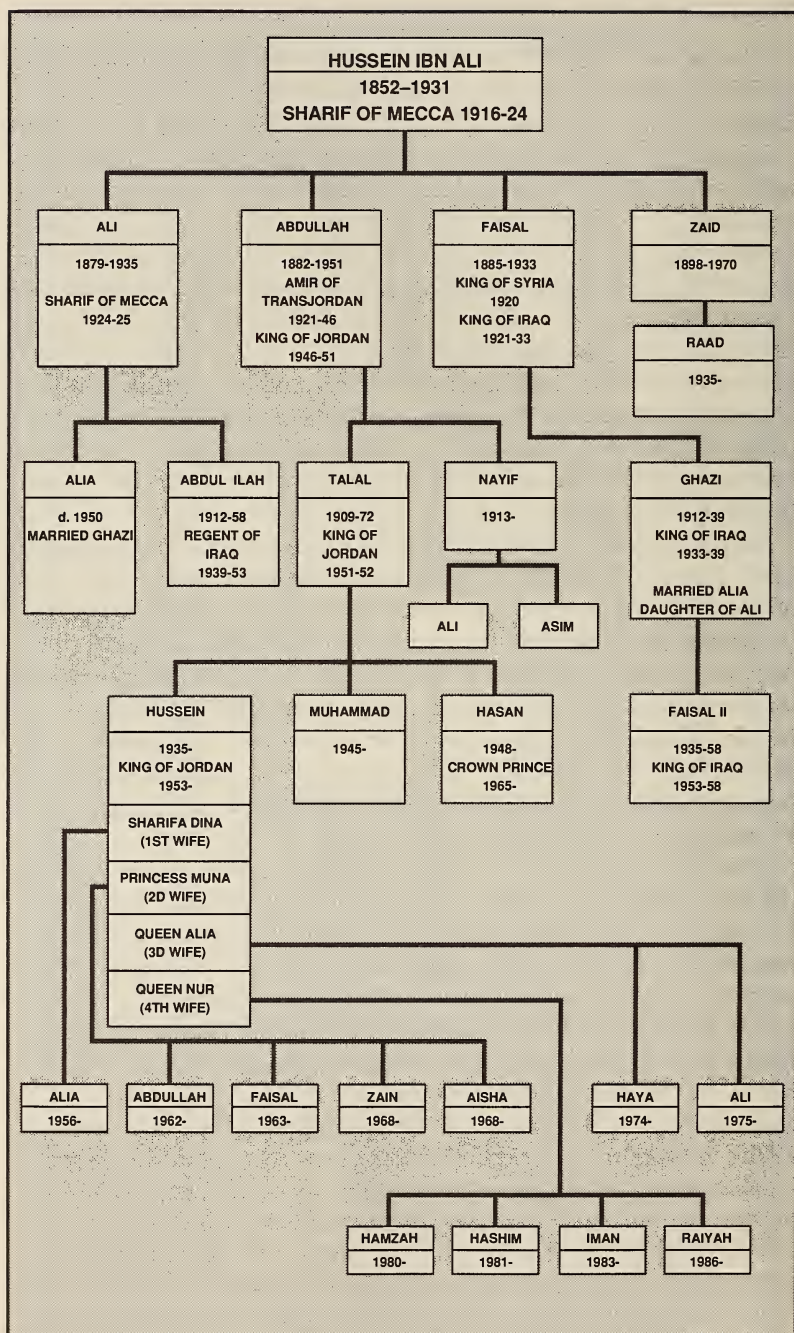 HUSSEIN IBN ALI
1852–1931
SHARIF OF MECCA 1916-24
ALI
1879-1935
SHARIF OF MECCA
1924-25
ABDULLAH
1882-1951
AMIR OF
TRANSJORDAN
1921-46
KING OF JORDAN
1946-51
FAISAL
1885-1933
KING OF SYRIA
1920
KING OF IRAQ
1921-33
ZAID
1898-1970
RAAD
1935-
ALIA
d. 1950
MARRIED GHAZI
ABDUL ILAH
1912-58
REGENT OF
IRAQ
1939-53
TALAL
1909-72
KING OF
JORDAN
1951-52
NAYIF
1913-
GHAZI
1912-39
KING OF IRAQ
1933-39
MARRIED ALIA
DAUGHTER OF ALI
ALI
ASIM
HUSSEIN
1935-
KING OF JORDAN
1953-
SHARIFA DINA
(1ST WIFE)
PRINCESS MUNA
(2D WIFE)
QUEEN ALIA
(3D WIFE)
QUEEN NUR
(4TH WIFE)
MUHAMMAD
1945-
HASAN
1948-
CROWN PRINCE
1965-
FAISAL II
1935-58
KING OF IRAQ
1953-58
ALIA
1956-
ABDULLAH
1962-
FAISAL
1963-
ZAIN
1968-
AISHA
1968-
HAYA
1974-
ALI
1975-
HAMZAH
1980-
HASHIM
1981-
IMAN
1983-
RAIYAH
1986-